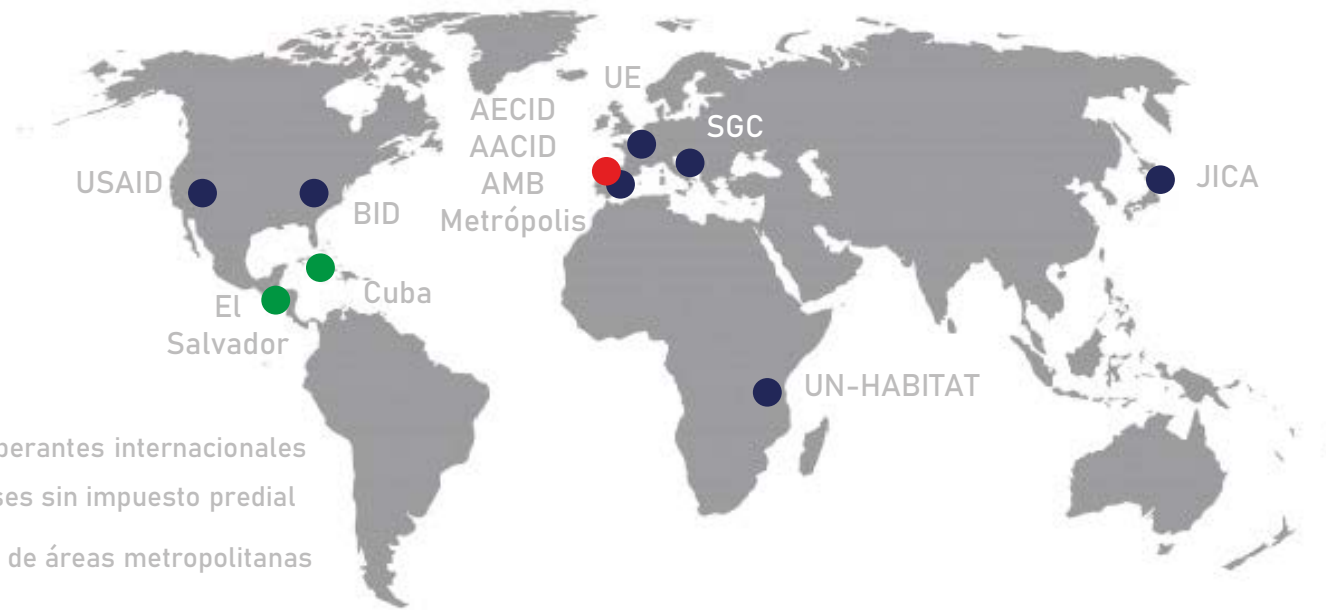 UE
AECID
AACID
AMB
Metrópolis
SGC
USAID
BID
JICA
Cuba
El
Salvador
UN-HABITAT
perantes internacionales
ses sin impuesto predial
de áreas metropolitanas